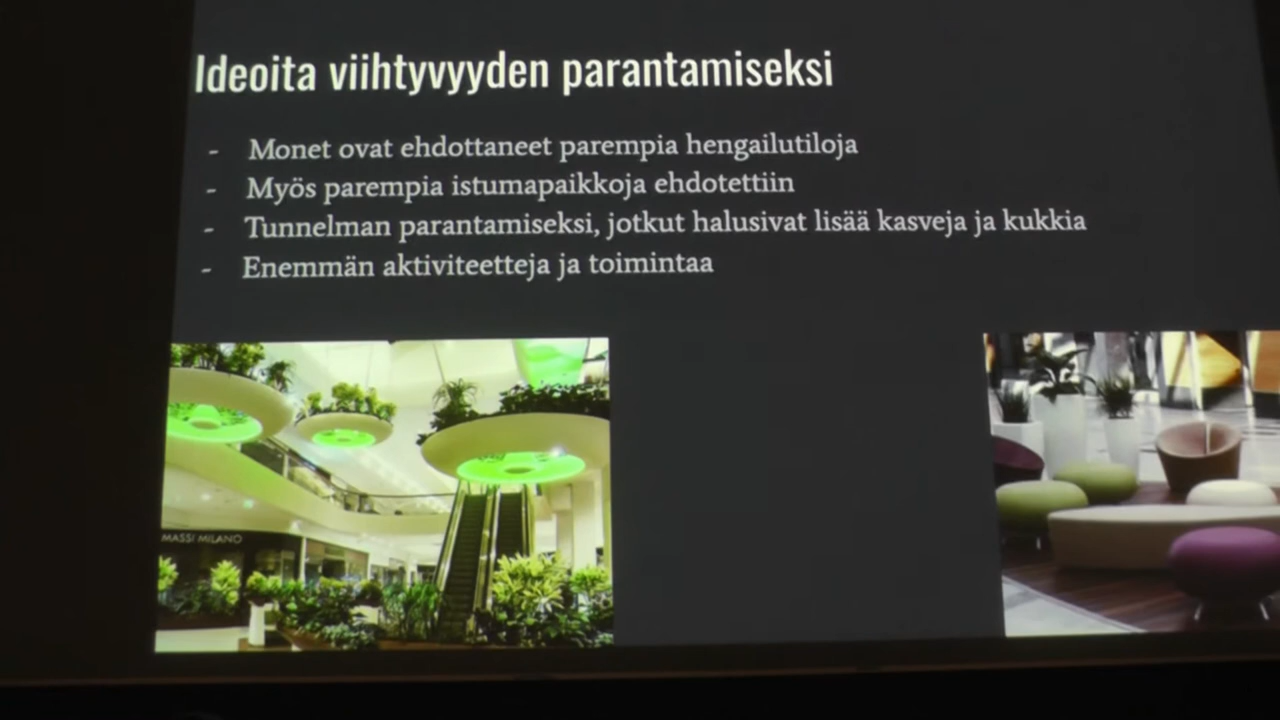 Ideoita viihtyvyyden parantamiseksi
- Monet ovat ehdottaneet parempia hengailutiloja
- Myös parempia istumapaikkoja ehdotettiin
- Tunnelman parantamiseksi, jotkut halusivat lisää kasveja ja kukkia
- Enemmän aktiviteetteja ja toimintaa
MASSI MILANO